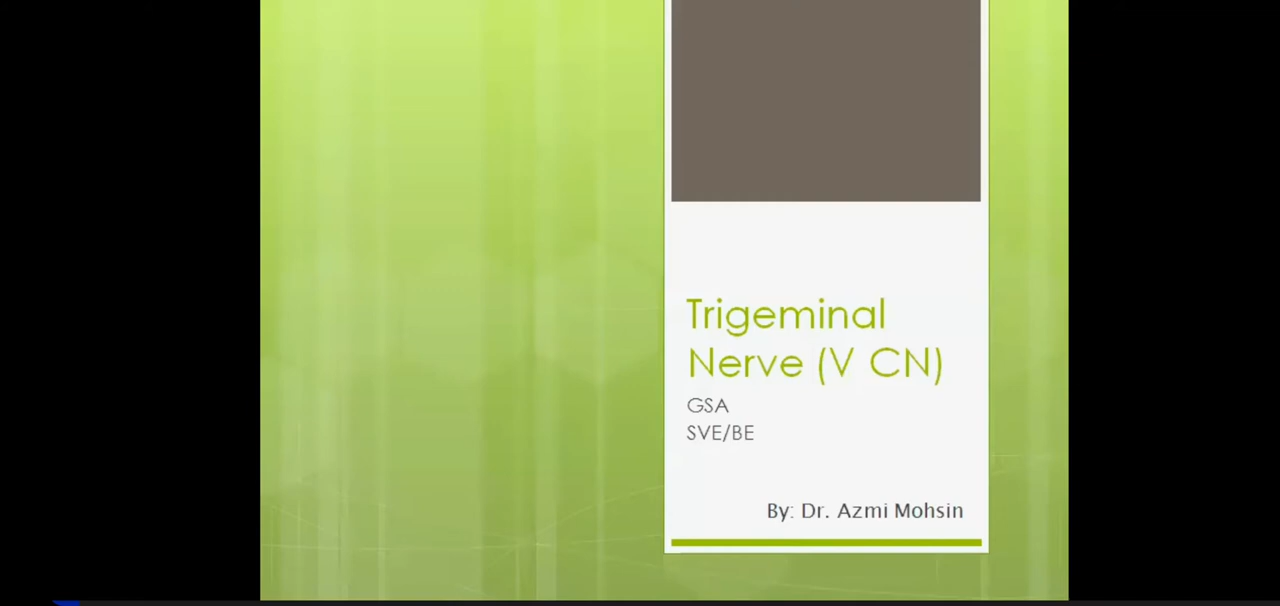 Trigeminal
Nerve (V CN)
GSA
SVE/BE
By: Dr. Azmi Mohsin